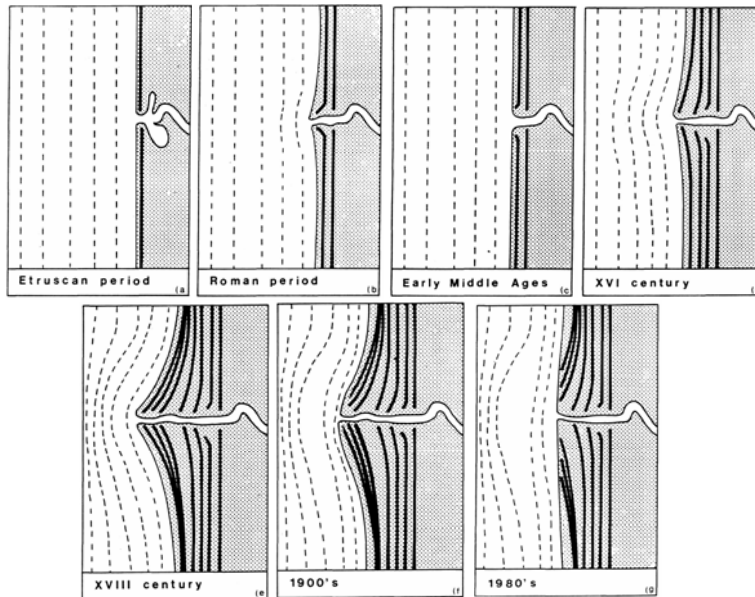 Etruscan period (a
Roman period (b
Early Middle Ages (c
XVI century (
XVIII century (e
1900's (f
1980's (g